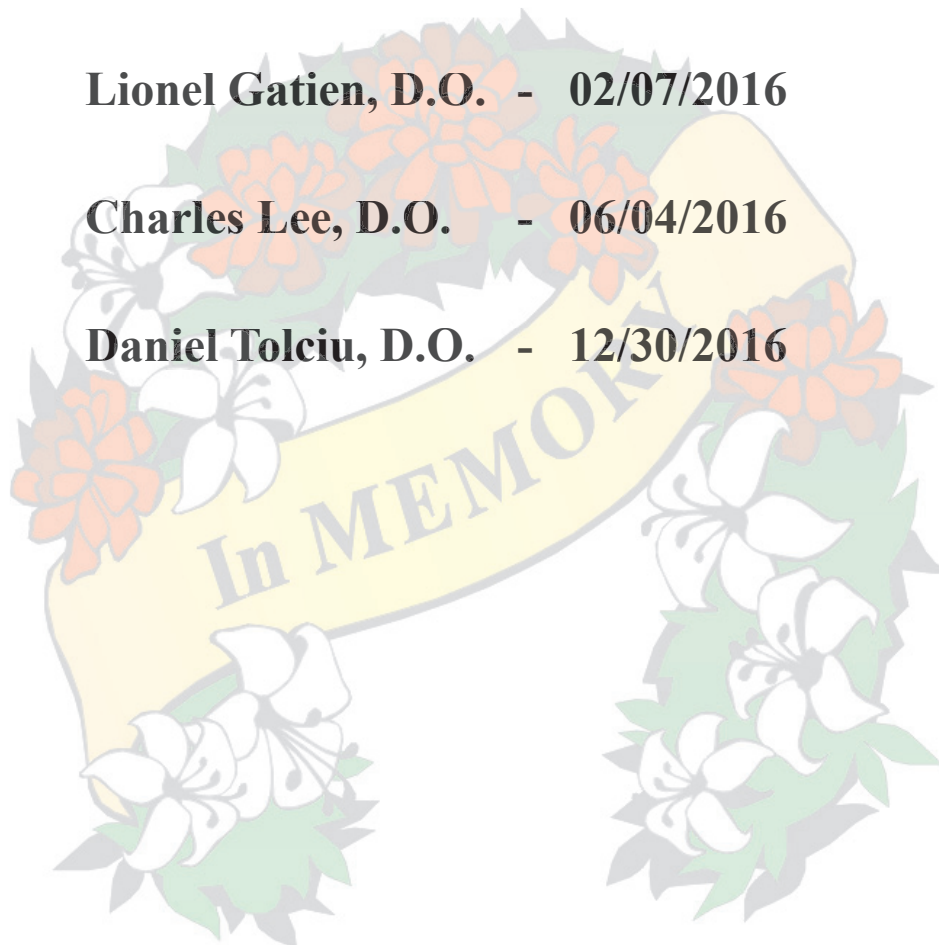 Lionel Gatien, D.O. - 02/07/2016
Charles Lee, D.O. - 06/04/2016
Daniel Tolciu, D.O. - 12/30/2016
In MEMORY